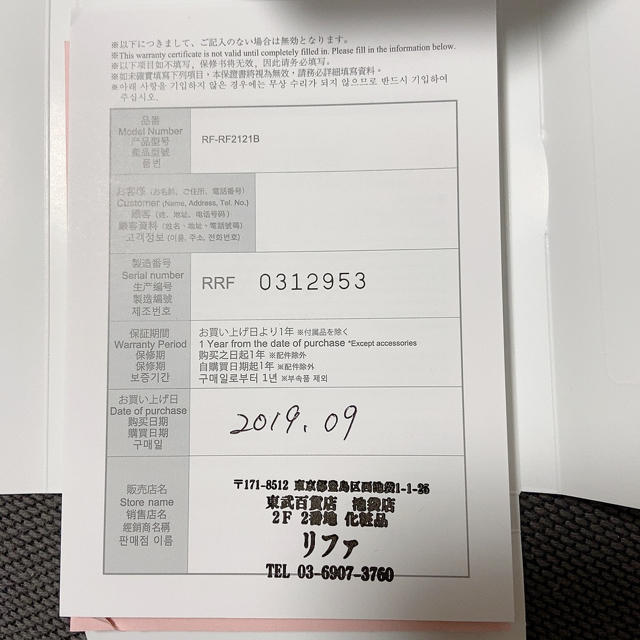 ※以下につきまして、ご記入のない場合は無効となります。
※This warranty certificate is not valid until completely filled in. Please fill in the information below.
※以下项目如不填写，保修书将无效，因此请务必填写。
※如未確實填寫下列項目，本保證書將視為無效，請務必詳細填寫資料。
※아래 사항을 기입하지 않은 경우에는 무상 수리가 되지 않으므로 반드시 기입하여
주십시오.
品番
Model Number
产品型号
產品型號
품번
RF-RF2121B
お客様（お名前、ご住所、電話番号）
Customer (Name, Address, Tel. No.)
顾客（姓、地址、电话号码）
顧客資料（姓名、地址、電話號碼）
고객정보 (이름, 주소, 전화번호)
製造番号
Serial number
生产编号
製造編號
제조번호
RRF 0312953
保証期間
Warranty Period
保修期
保修期
보증기간
お買い上げ日より1年 ※付属品を除く
1 Year from the date of purchase *Except accessories
购买之日起1年 ※配件除外
自購買日期起1年 ※配件除外
구매일로부터 1년 ※부속품 제외
お買い上げ日
Date of purchase
购买日期
購買日期
구매일
2019.09
販売店名
Store name
销售店名
經銷商名稱
판매점 이름
〒171-8512 東京都豊島区西池袋1-1-25
東武百貨店 池袋店
2F 2番地 化粧品
リファ
TEL 03-6907-3760